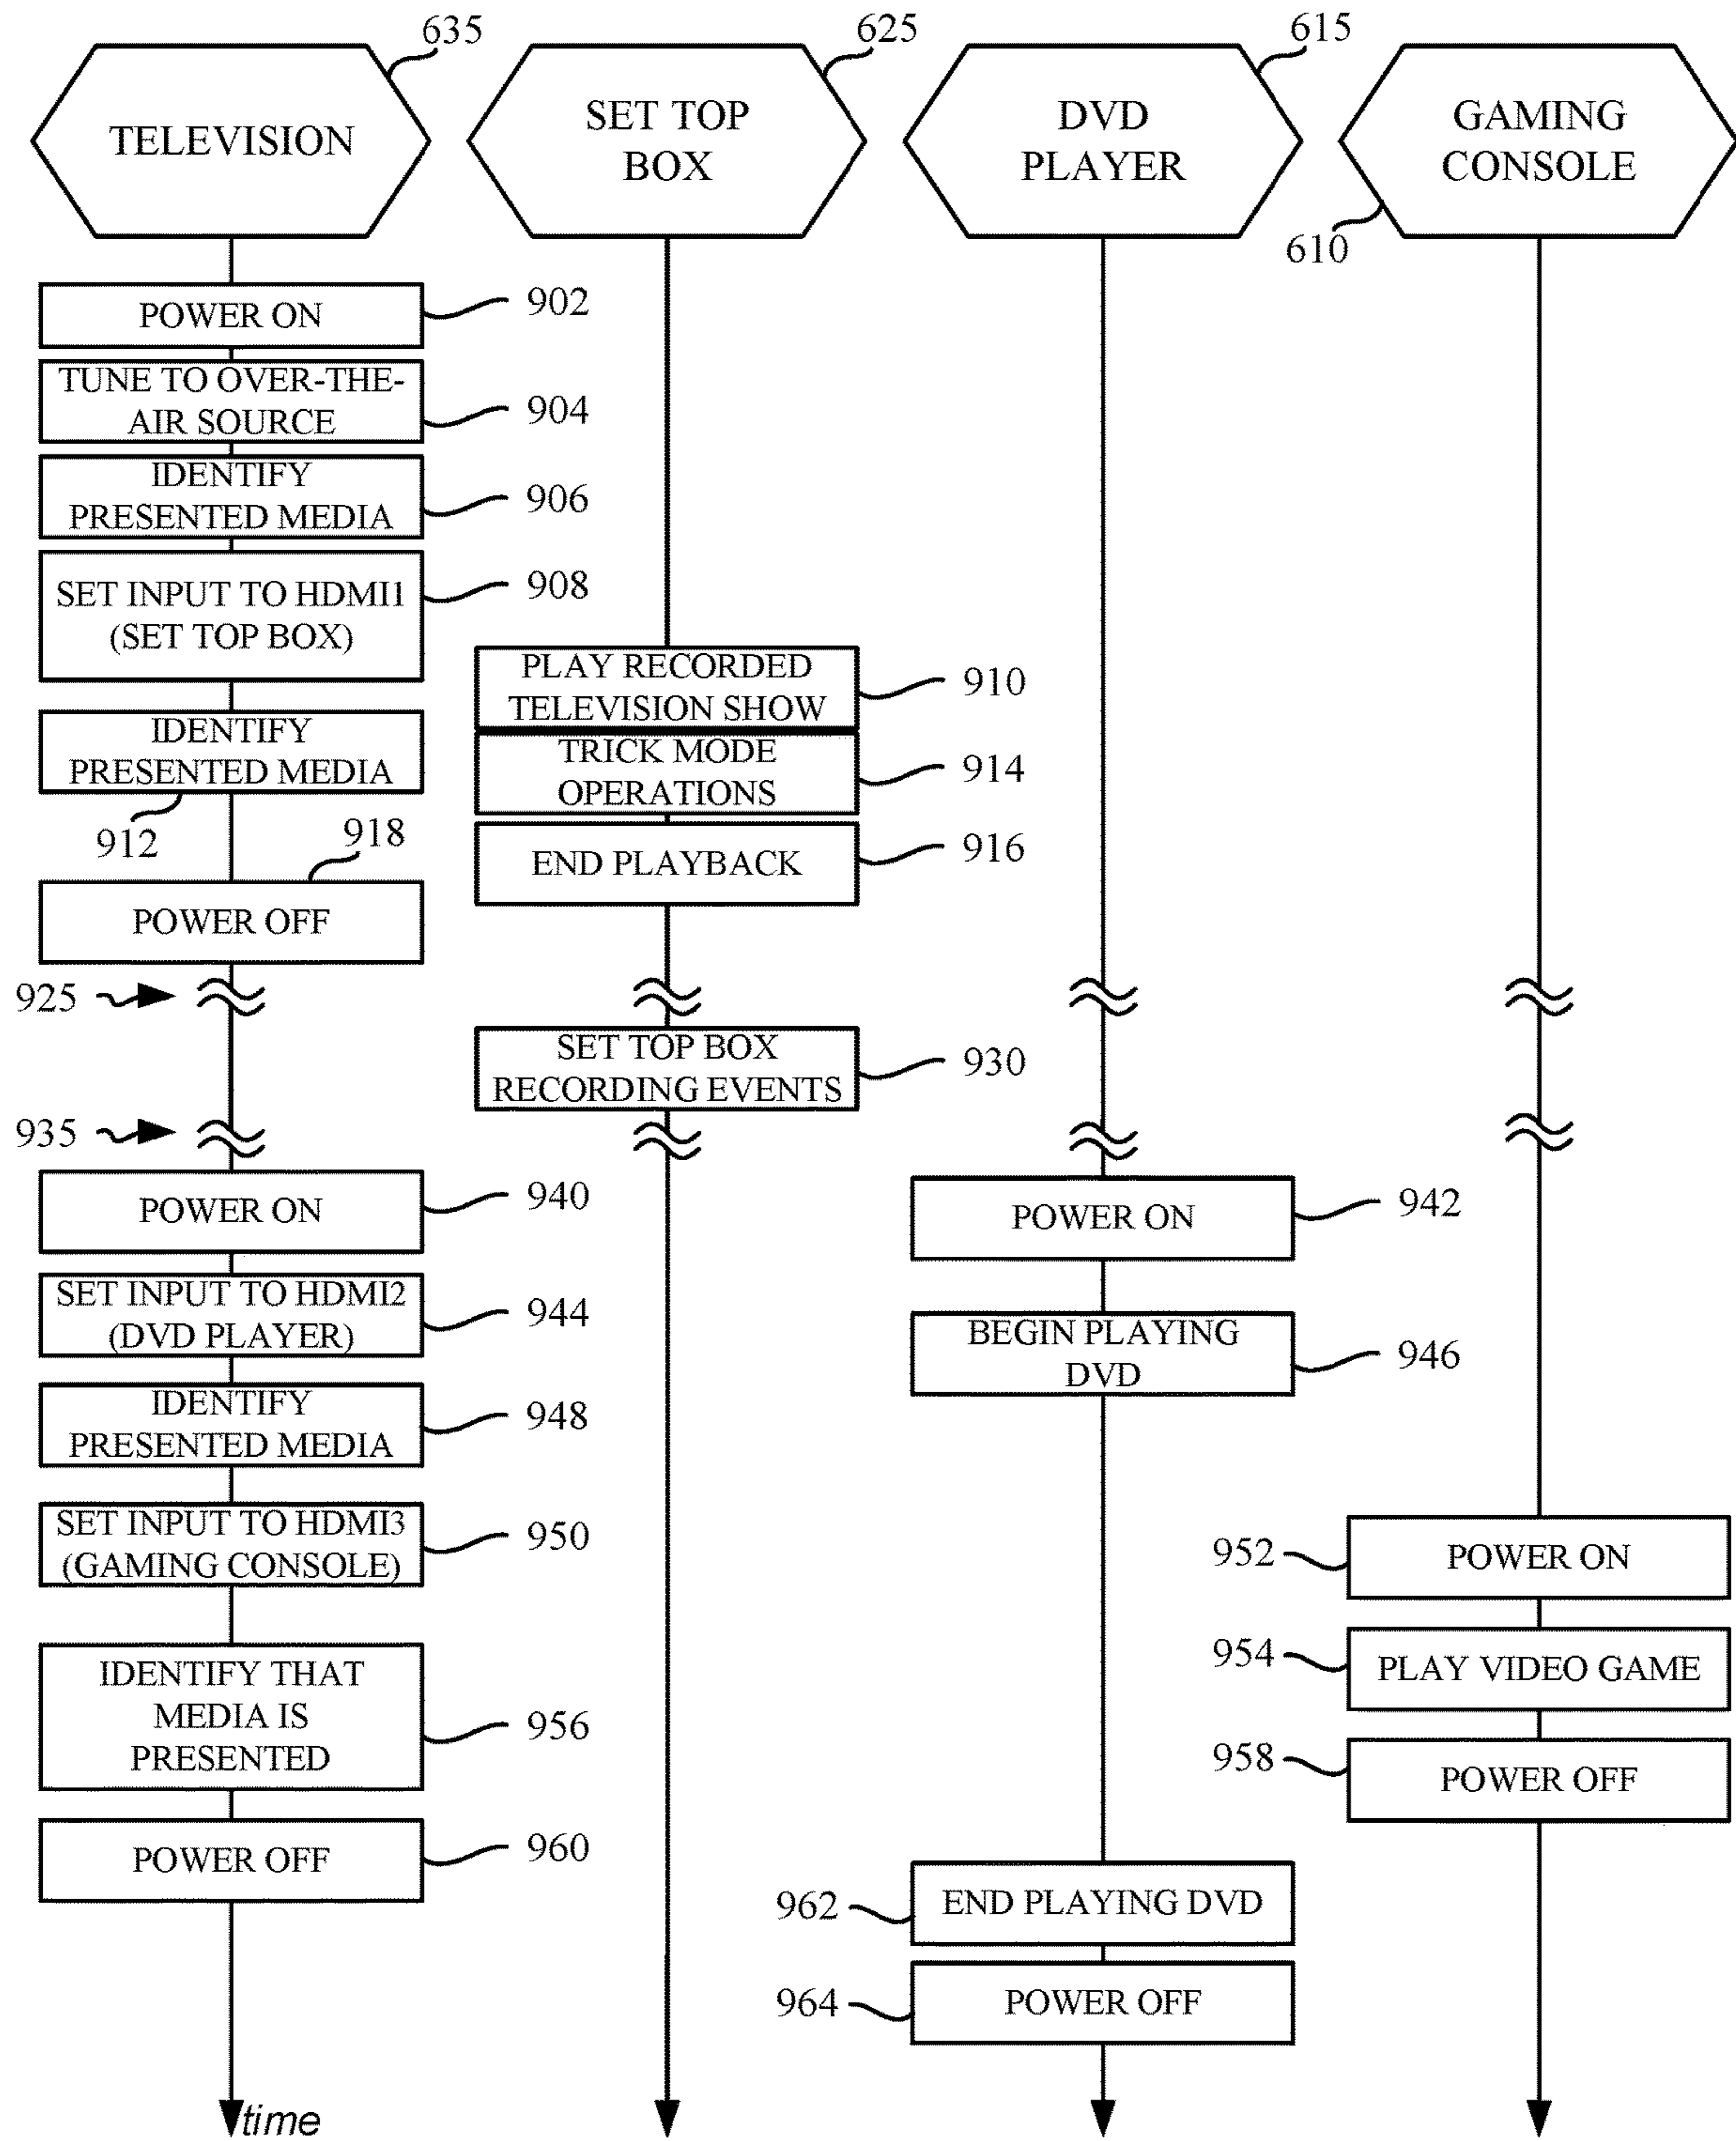 635
625
615
TELEVISION
SET TOP
BOX
DVD
PLAYER
GAMING
CONSOLE
610
POWER ON
902
TUNE TO OVER-THE-
AIR SOURCE
904
IDENTIFY
PRESENTED MEDIA
906
SET INPUT TO HDMI1
(SET TOP BOX)
908
PLAY RECORDED
TELEVISION SHOW
910
IDENTIFY
PRESENTED MEDIA
912
TRICK MODE
OPERATIONS
914
END PLAYBACK
916
918
POWER OFF
925
SET TOP BOX
RECORDING EVENTS
930
935
POWER ON
940
POWER ON
942
SET INPUT TO HDMI2
(DVD PLAYER)
944
BEGIN PLAYING
DVD
946
IDENTIFY
PRESENTED MEDIA
948
SET INPUT TO HDMI3
(GAMING CONSOLE)
950
952
POWER ON
954
PLAY VIDEO GAME
IDENTIFY THAT
MEDIA IS
PRESENTED
956
958
POWER OFF
POWER OFF
960
962
END PLAYING DVD
964
POWER OFF
time